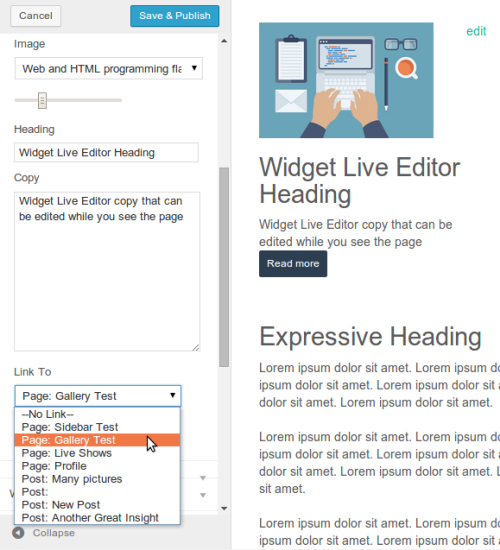 Cancel
Save & Publish
Image
Web and HTML programming fla
Heading
Widget Live Editor Heading
Copy
Widget Live Editor copy that can
be edited while you see the page
Link To
Page: Gallery Test
--No Link--
Page: Sidebar Test
Page: Gallery Test
Page: Live Shows
Page: Profile
Post: Many pictures
Post:
Post: New Post
Post: Another Great Insight
Collapse
edit
Widget Live Editor
Heading
Widget Live Editor copy that can be
edited while you see the page
Read more
Expressive Heading
Lorem ipsum dolor sit amet. Lorem ipsum
ipsum dolor sit amet. Lorem ipsum dolor sit
ipsum dolor sit amet. Lorem ipsum dolor sit amet.
Lorem ipsum dolor sit amet. Lorem ipsum
ipsum dolor sit amet. Lorem ipsum dolor sit
dolor sit amet. Lorem ipsum dolor sit amet.
sit amet.
Lorem ipsum dolor sit amet. Lorem ipsum
ipsum dolor sit amet. Lorem ipsum dolor sit